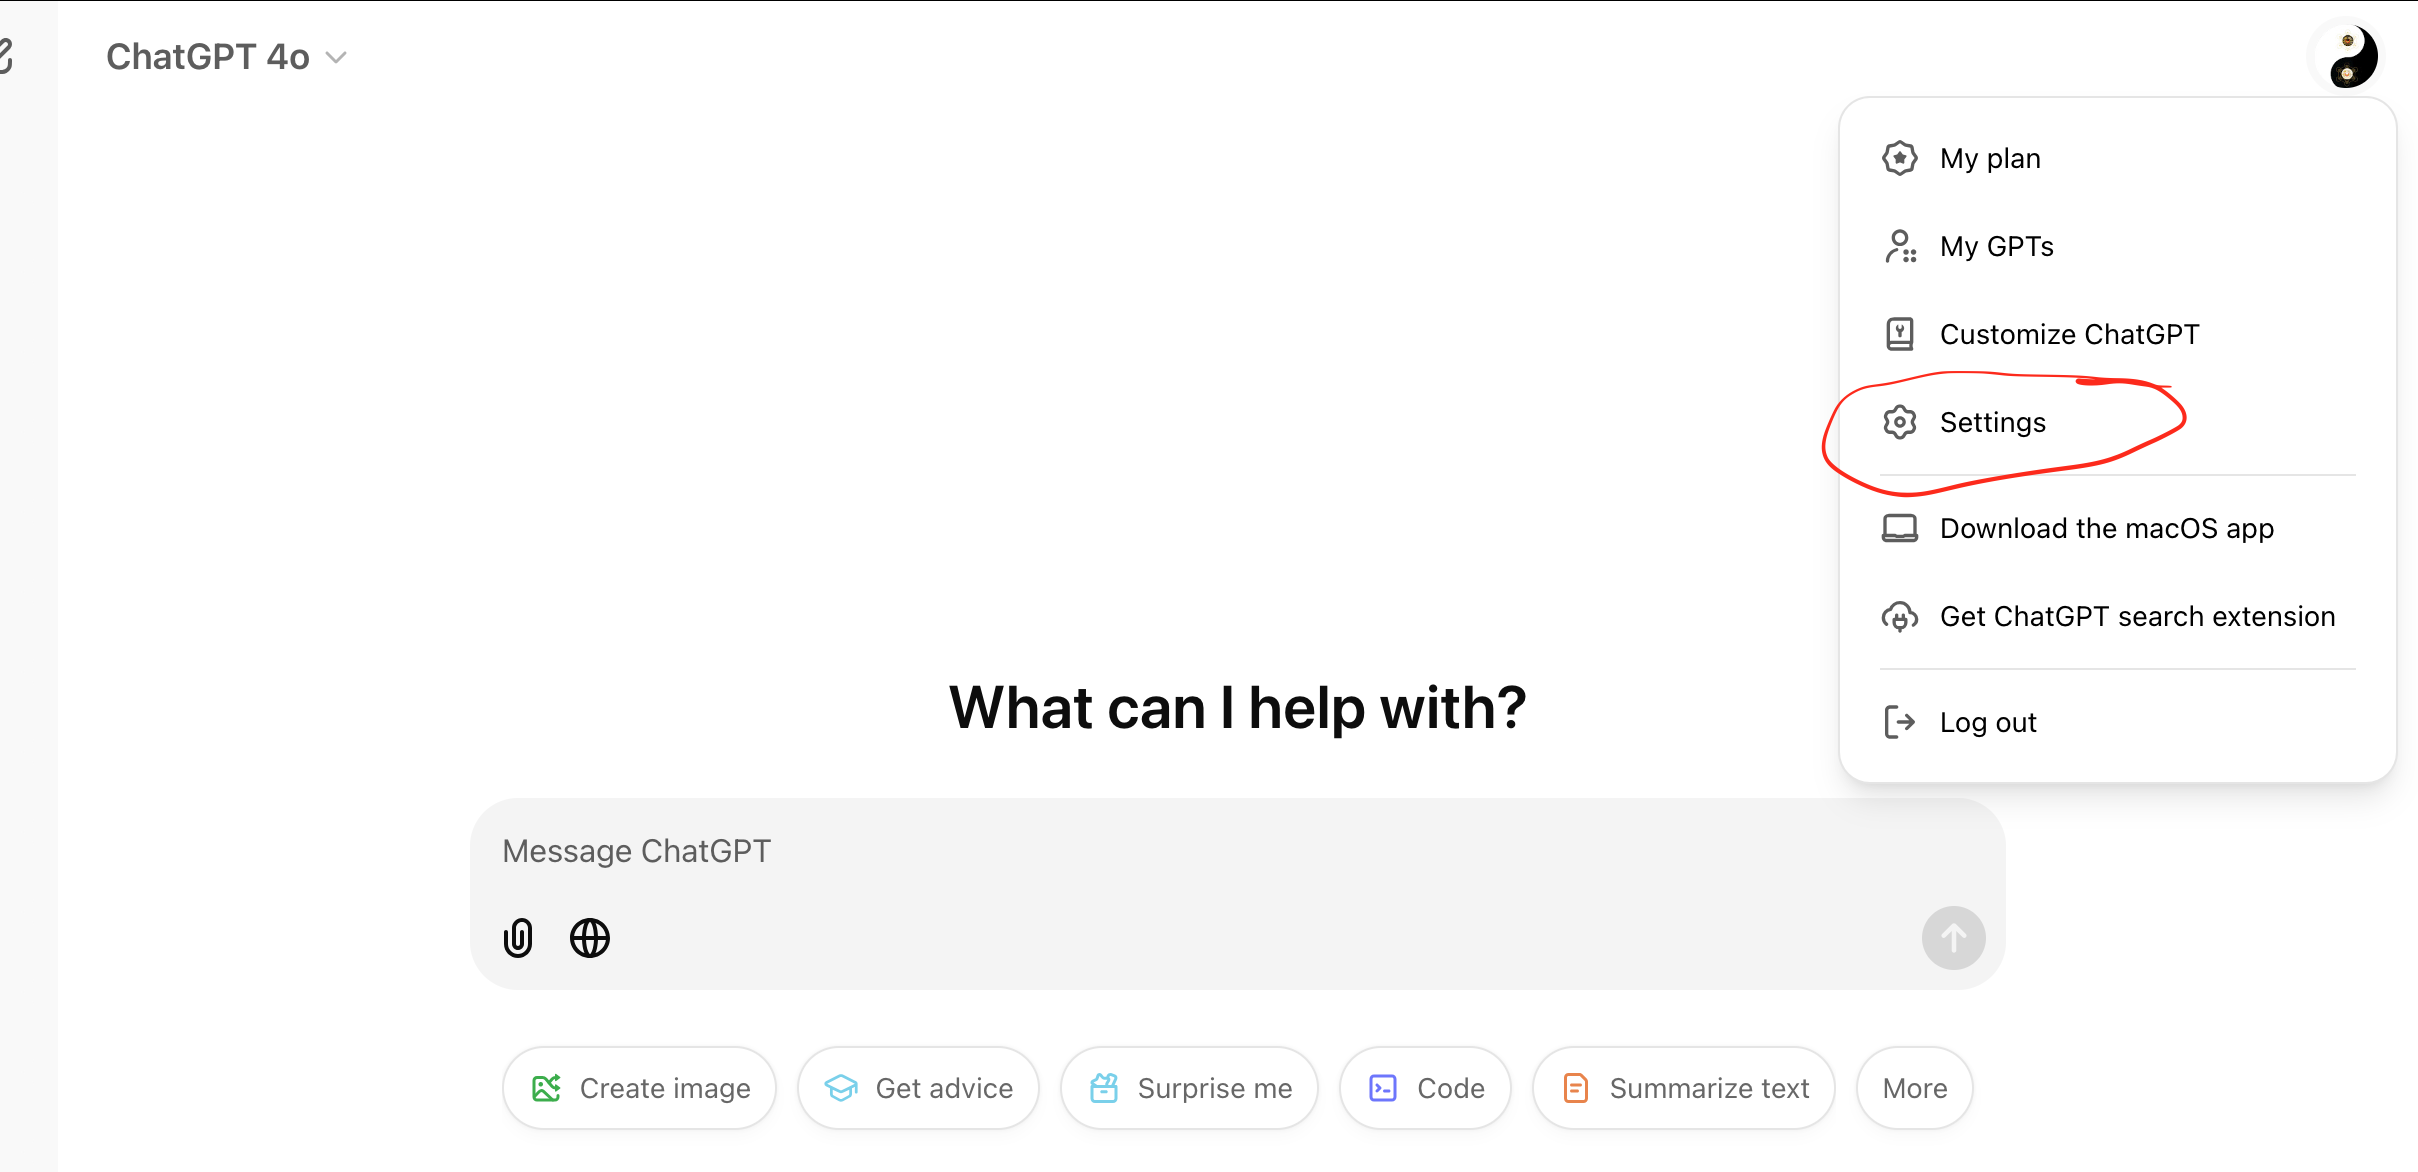 ChatGPT 4o
My plan
My GPTs
Customize ChatGPT
Settings
Download the macOS app
Get ChatGPT search extension
Log out
What can I help with?
Message ChatGPT
Create image
Get advice
Surprise me
Code
Summarize text
More